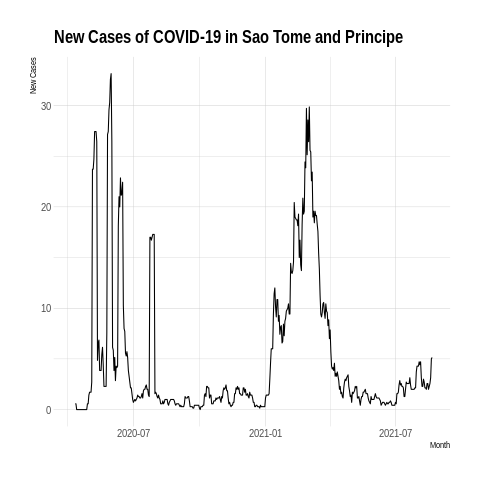 New Cases of COVID-19 in Sao Tome and Principe
New Cases
30
20
10
0
2020-07
2021-01
2021-07
Month